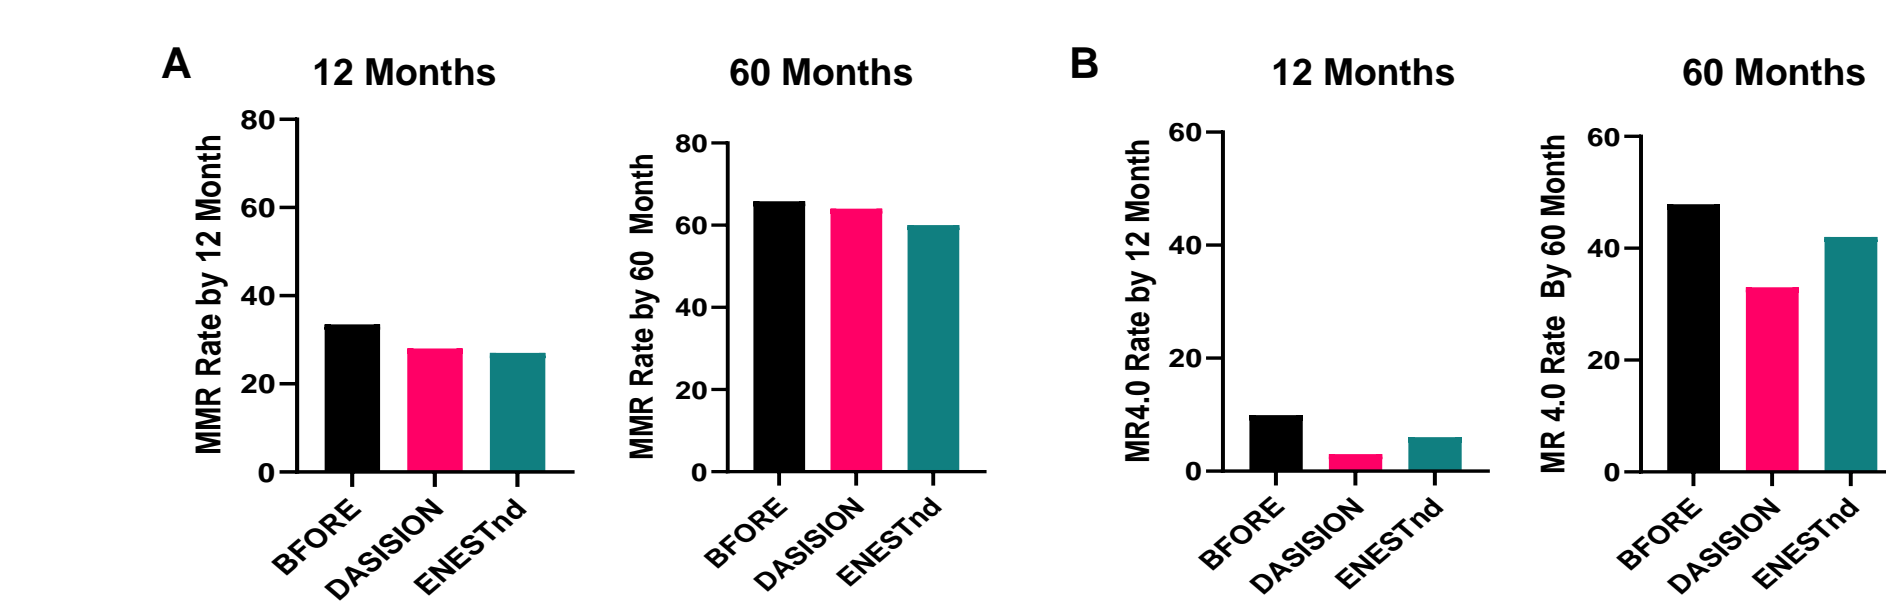 A
12 Months
MMR Rate by 12 Month
80
60
40
20
0
BFORE
DASISION
ENESTnd
60 Months
MMR Rate by 60  Month
80
60
40
20
0
BFORE
DASISION
ENESTnd
B
12 Months
MR4.0 Rate by 12 Month
60
40
20
0
BFORE
DASISION
ENESTnd
60 Months
MR 4.0 Rate  By 60 Month
60
40
20
0
BFORE
DASISION
ENESTnd